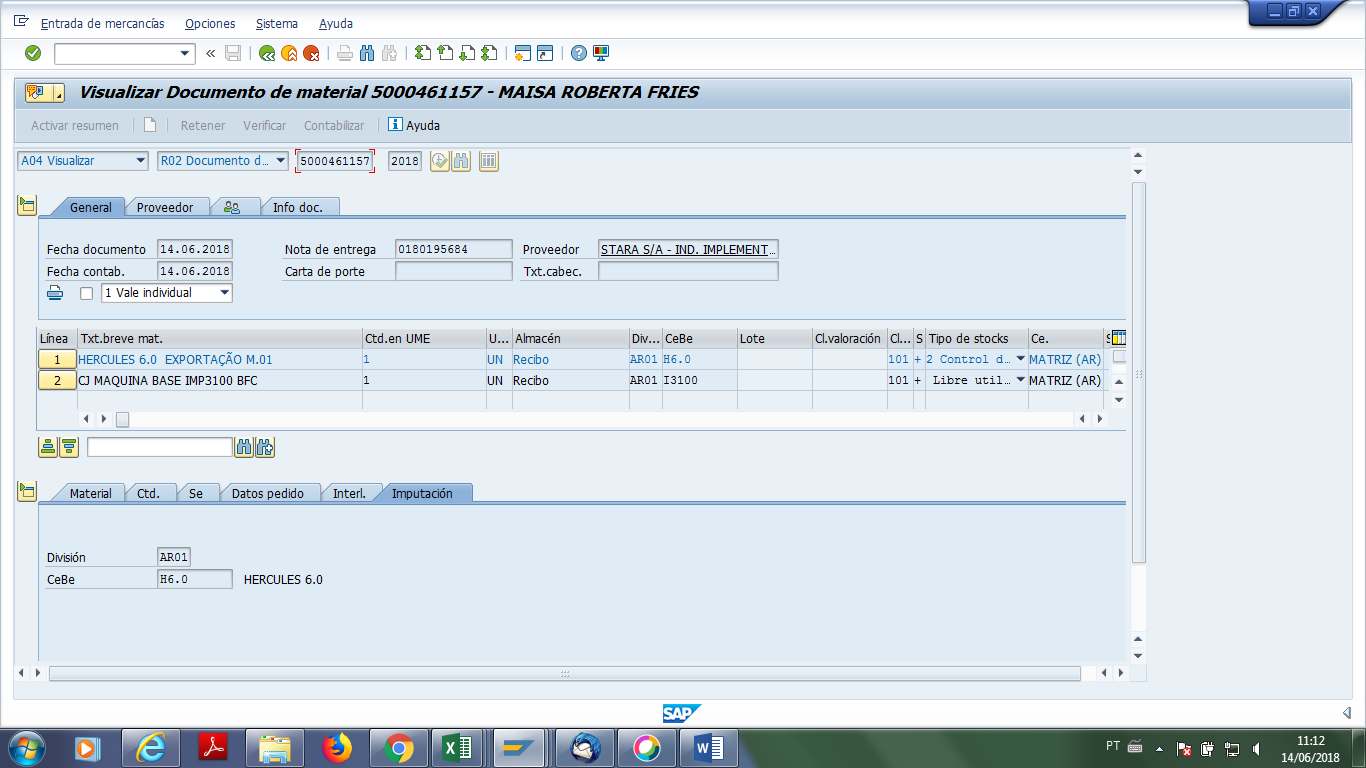 Entrada de mercancías Opciones Sistema Ayuda
Visualizar Documento de material 5000461157 - MAISA ROBERTA FRIES
Activar resumen Retener Verificar Contabilizar Ayuda
A04 Visualizar R02 Documento d... 5000461157 2018
General Proveedor Info doc.
Fecha documento 14.06.2018 Nota de entrega 0180195684 Proveedor STARA S/A - IND. IMPLEMENT...
Fecha contab. 14.06.2018 Carta de porte Txt.cabec.
1 Vale individual
Línea Txt.breve mat. Ctd.en UME U... Almacén Div... CeBe Lote Cl.valoración Cl... S Tipo de stocks Ce. S
1 HERCULES 6.0 EXPORTAÇÃO M.01 1 UN Recibo AR01 H6.0 101 + 2 Control d... MATRIZ (AR)
2 CJ MAQUINA BASE IMP3100 BFC 1 UN Recibo AR01 I3100 101 + Libre util... MATRIZ (AR)
Material Ctd. Se Datos pedido Interl. Imputación
División AR01
CeBe H6.0 HERCULES 6.0
SAP
PT
11:12
14/06/2018